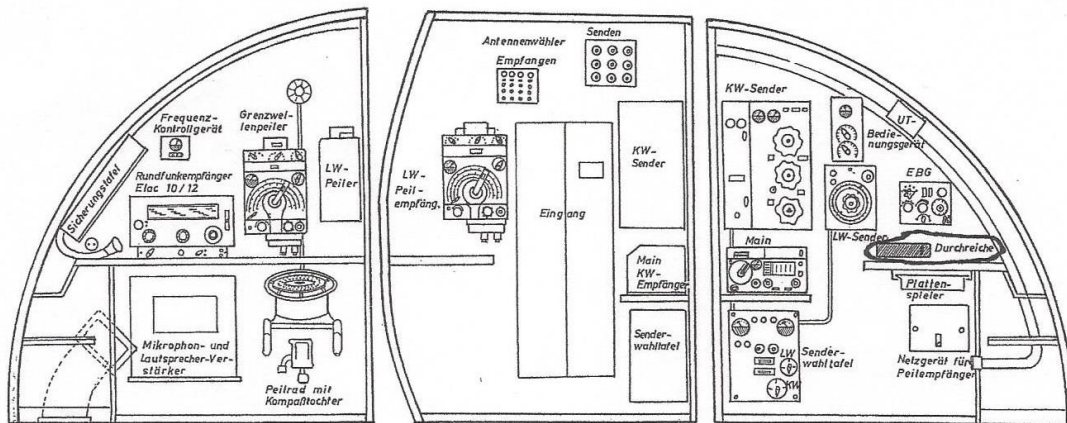 Frequenz-
Kontrollgerät
Grenzwel-
lenpeiler
LW-
Peiler
Sicherungstafel
Rundfunkempfänger
Elac 10/12
Mikrophon- und
Lautsprecher-Ver-
stärker
Peilrad mit
Kompaßtochter
Antennenwähler
Senden
Empfangen
LW-
Peil-
empfäng.
Eingang
KW-
Sender
Main
KW-
Empfänger
Sender-
wahltafel
KW-Sender
UT-
Bedie-
nungsgerät
EBG
LW-Sender
Durchreiche
Main
Platten-
spieler
LW
KW
Sender-
wahltafel
Netzgerät für
Peilempfänger